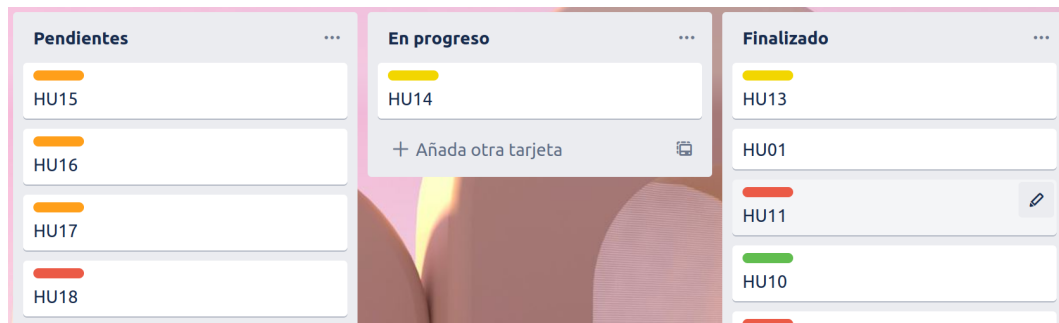 Pendientes
HU15
HU16
HU17
HU18
En progreso
HU14
+ Añada otra tarjeta
Finalizado
HU13
HU01
HU11
HU10